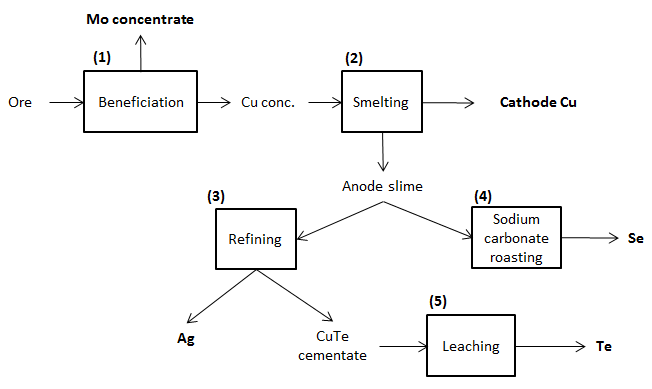 Mo concentrate
(1)
(2)
Ore
Beneficiation
Cu conc.
Smelting
Cathode Cu
Anode slime
(3)
(4)
Refining
Sodium
carbonate
roasting
Se
(5)
Ag
CuTe
cementate
Leaching
Te